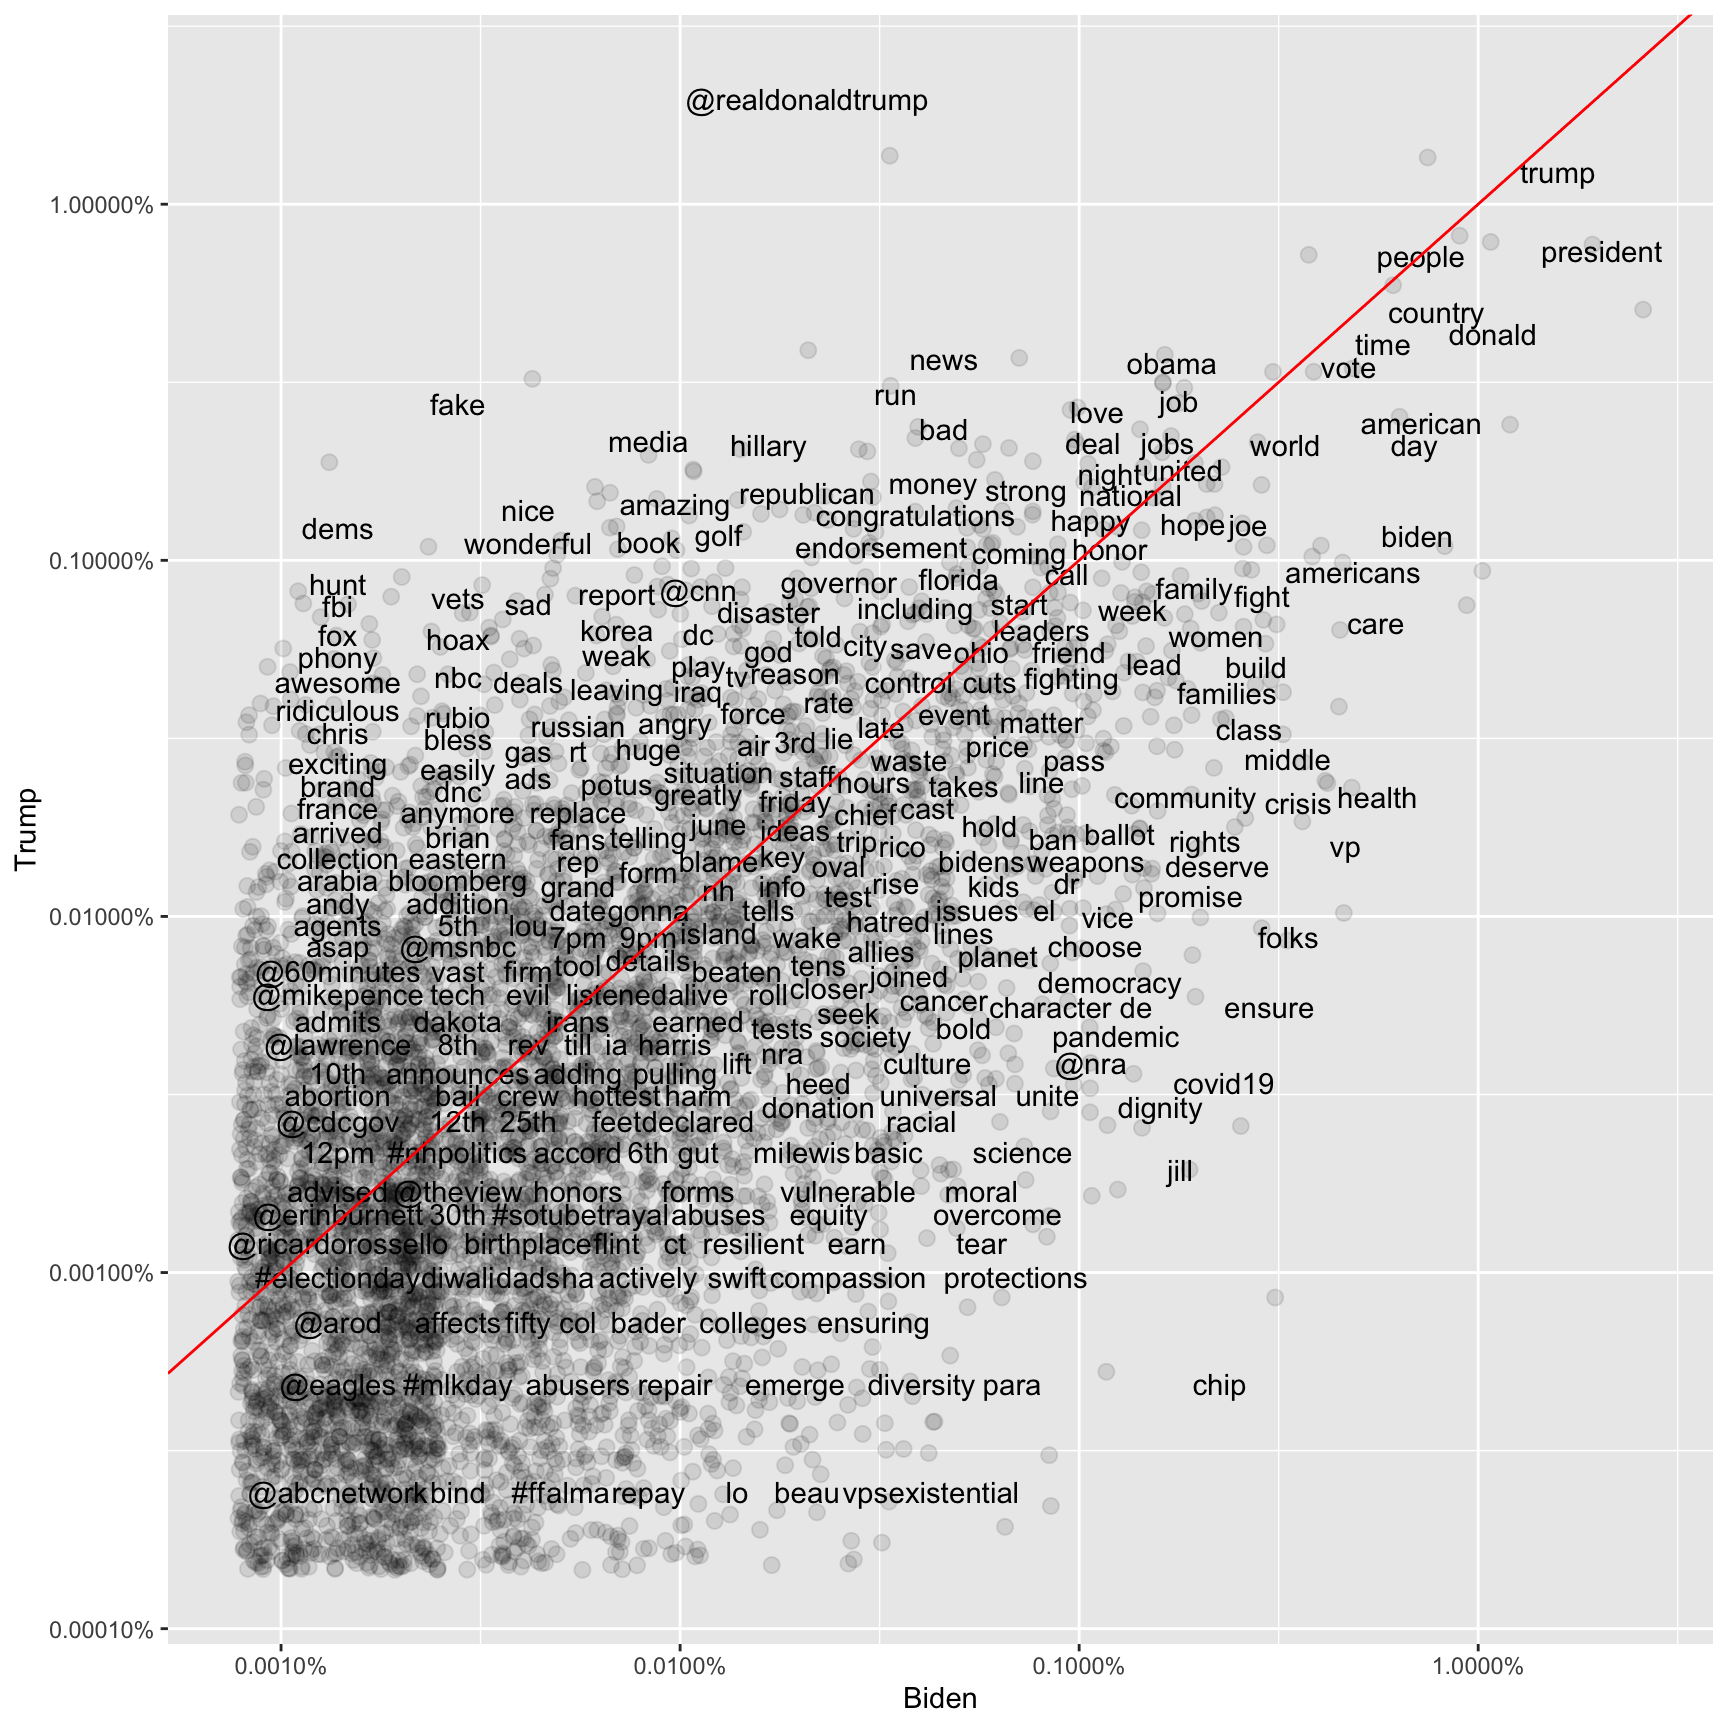 @realdonaldtrump
1.00000%
trump
people president
country
donald
time
news obama vote
run
fake love job
bad american
media hillary deal jobs world day
night united
money strong national
republican
nice amazing congratulations
dems golf happy hope joe
wonderful book endorsement coming honor biden
0.10000%
call americans
hunt governor florida
fbi vets sad report @cnn disaster including start week family fight
fox hoax korea dc told leaders women care
phony weak god city save ohio friend
awesome nbc deals leaving play tv reason control cuts fighting lead build
iraq families
ridiculous rubio russian angry force rate event matter
chris bless late class
gas rt huge air 3rd lie price
exciting easily situation staff waste pass middle
brand ads potus hours takes line
dnc greatly friday community crisis health
france anymore replace chief cast
arrived brian fans telling june ideas hold ban ballot rights
trip rico vp
collection eastern rep blame key oval bidens weapons deserve
arabia bloomberg grand form nh info rise kids dr
andy addition test promise
date gonna tells issues el vice
agents 5th lou hatred
asap @msnbc 7pm 9pm island wake lines choose folks
allies planet
@60minutes vast firm tool details beaten tens joined
democracy
@mikepence tech evil listened alive roll closer cancer character de ensure
admits dakota irans earned tests seek bold
society pandemic
@lawrence 8th rev till ia harris nra
lift culture @nra
10th announces adding pulling heed covid19
abortion bail crew hottest harm universal unite
donation dignity
@cdcgov 12th 25th feet declared racial
12pm #nhpolitics accord 6th gut mi lewis basic science
jill
advised @theview honors forms vulnerable moral
@erinburnett 30th #sotu betrayal abuses equity overcome
@ricardorossello birthplace flint ct resilient earn tear
0.00100%
#electionday diwali dads ha actively swift compassion protections
@arod affects fifty col bader colleges ensuring
@eagles #mlkday abusers repair emerge diversity para chip
@abcnetwork bind #ff alma repay lo beau vps existential
0.01000%
0.00010%
0.0010% 0.0100% 0.1000% 1.0000%
Biden
Trump